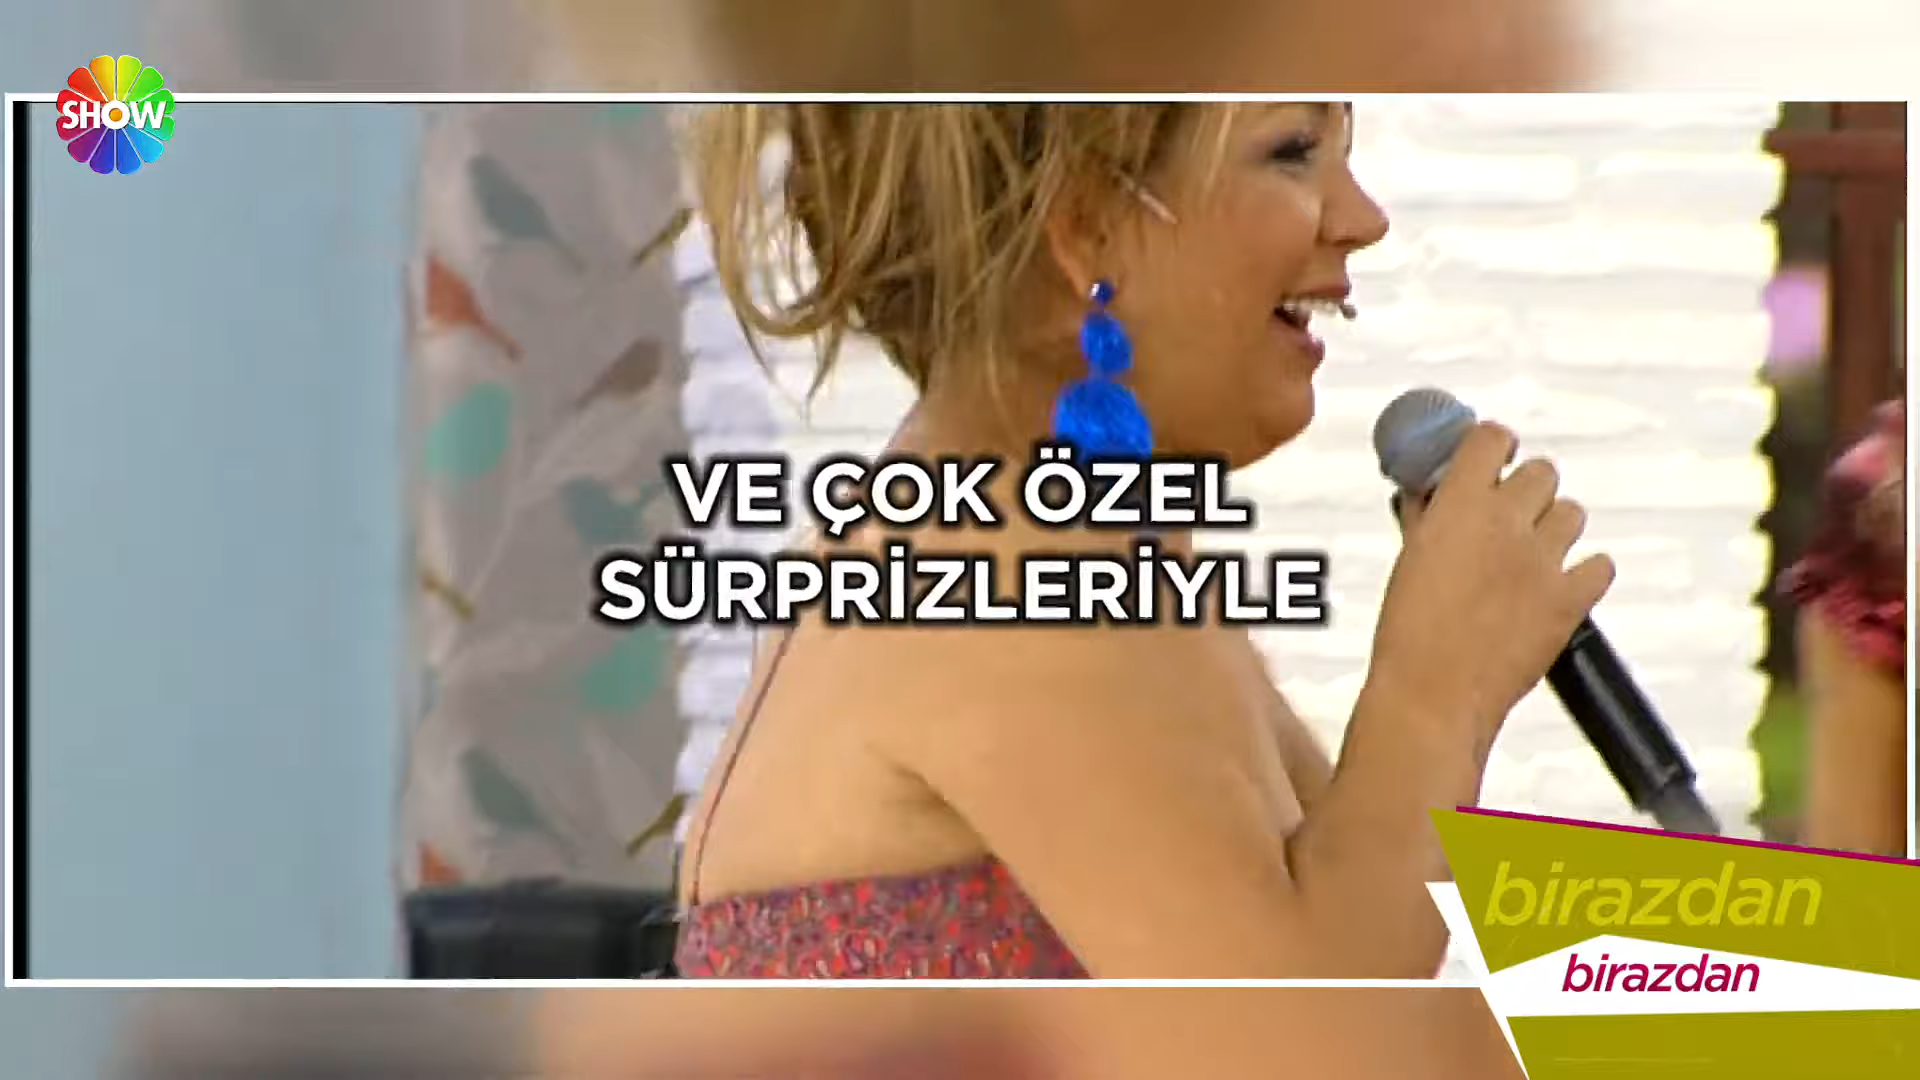 SHOW
VE ÇOK ÖZEL
SÜRPRİZLERİYLE
birazdan
birazdan